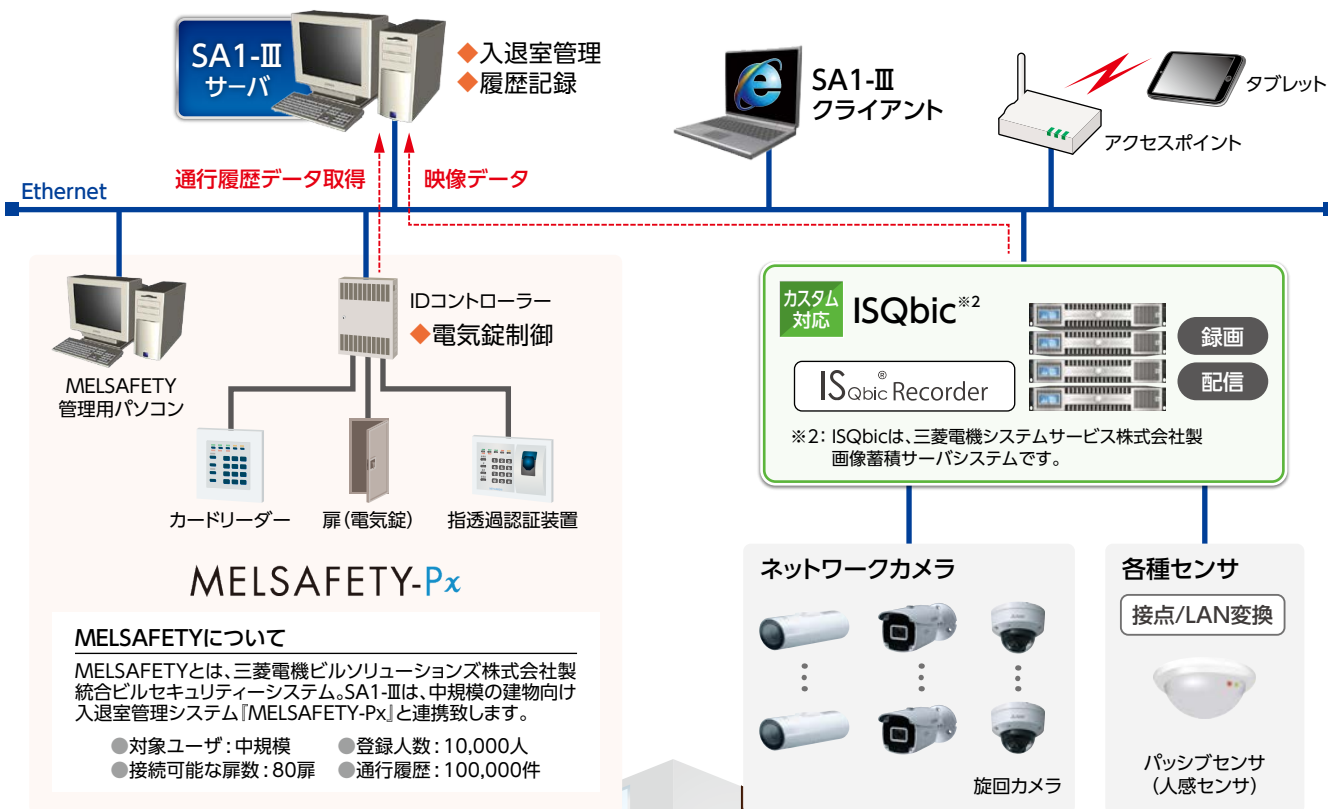 SA1-Ⅲ
サーバ
◆入退室管理
◆履歴記録
SA1-Ⅲ
クライアント
タブレット
アクセスポイント
通行履歴データ取得
映像データ
Ethernet
MELSAFETY
管理用パソコン
IDコントローラー
◆電気錠制御
カードリーダー
扉(電気錠)
指透過認証装置
MELSAFETY-Px
MELSAFETYについて
MELSAFETYとは、三菱電機ビルソリューションズ株式会社製
統合ビルセキュリティーシステム。SA1-Ⅲは、中規模の建物向け
入退室管理システム『MELSAFETY-Px』と連携致します。
●対象ユーザ:中規模 ●登録人数:10,000人
●接続可能な扉数:80扉 ●通行履歴:100,000件
カスタム
対応
ISQbic※2
ISQbic® Recorder
録画
配信
※2: ISQbicは、三菱電機システムサービス株式会社製
画像蓄積サーバシステムです。
ネットワークカメラ
旋回カメラ
各種センサ
接点/LAN変換
パッシブセンサ
(人感センサ)